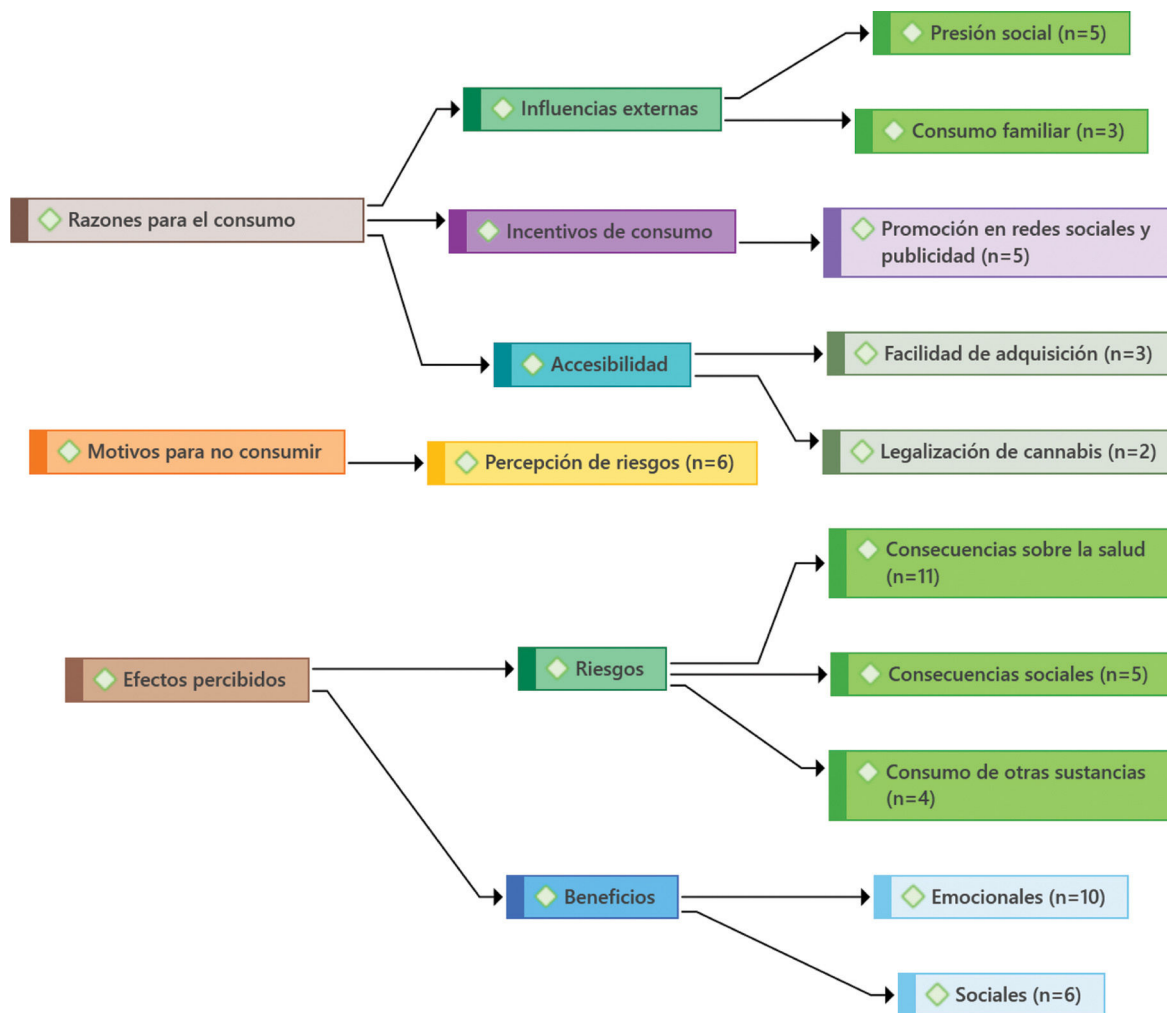 Presión social (n=5)
Influencias externas
Consumo familiar (n=3)
Razones para el consumo
Incentivos de consumo
Promoción en redes sociales y
publicidad (n=5)
Accesibilidad
Facilidad de adquisición (n=3)
Legalización de cannabis (n=2)
Motivos para no consumir
Percepción de riesgos (n=6)
Consecuencias sobre la salud
(n=11)
Efectos percibidos
Riesgos
Consecuencias sociales (n=5)
Consumo de otras sustancias
(n=4)
Beneficios
Emocionales (n=10)
Sociales (n=6)